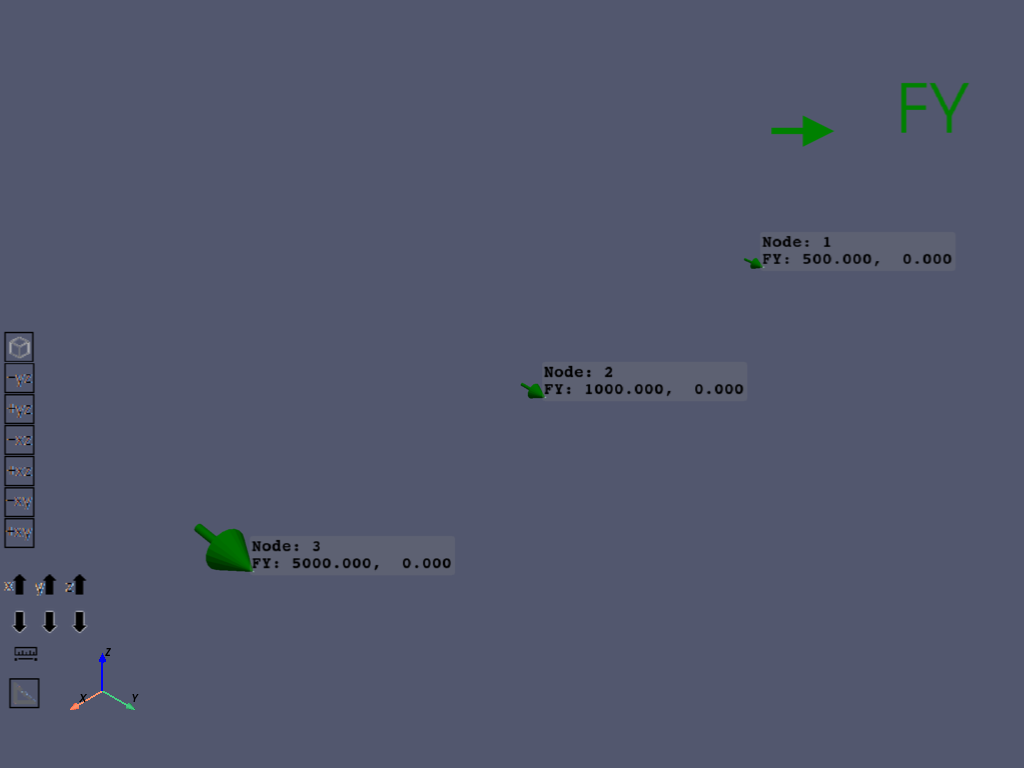 FY
Node: 1
FY: 500.000,  0.000
Node: 2
FY: 1000.000,  0.000
Node: 3
FY: 5000.000,  0.000
-yz
+yz
-xz
+xz
-xy
+xy
x y z
Z
X Y